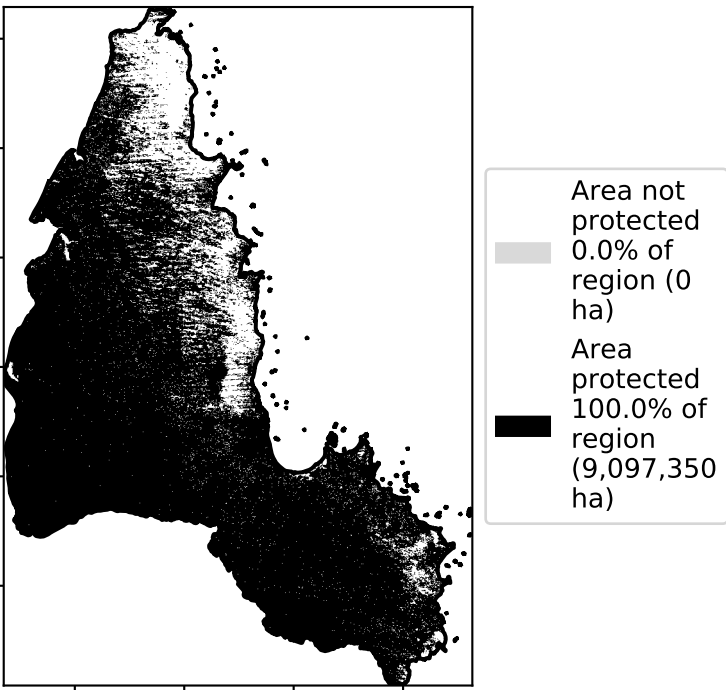 Area not
protected
0.0% of
region (0
ha)
Area
protected
100.0% of
region
(9,097,350
ha)